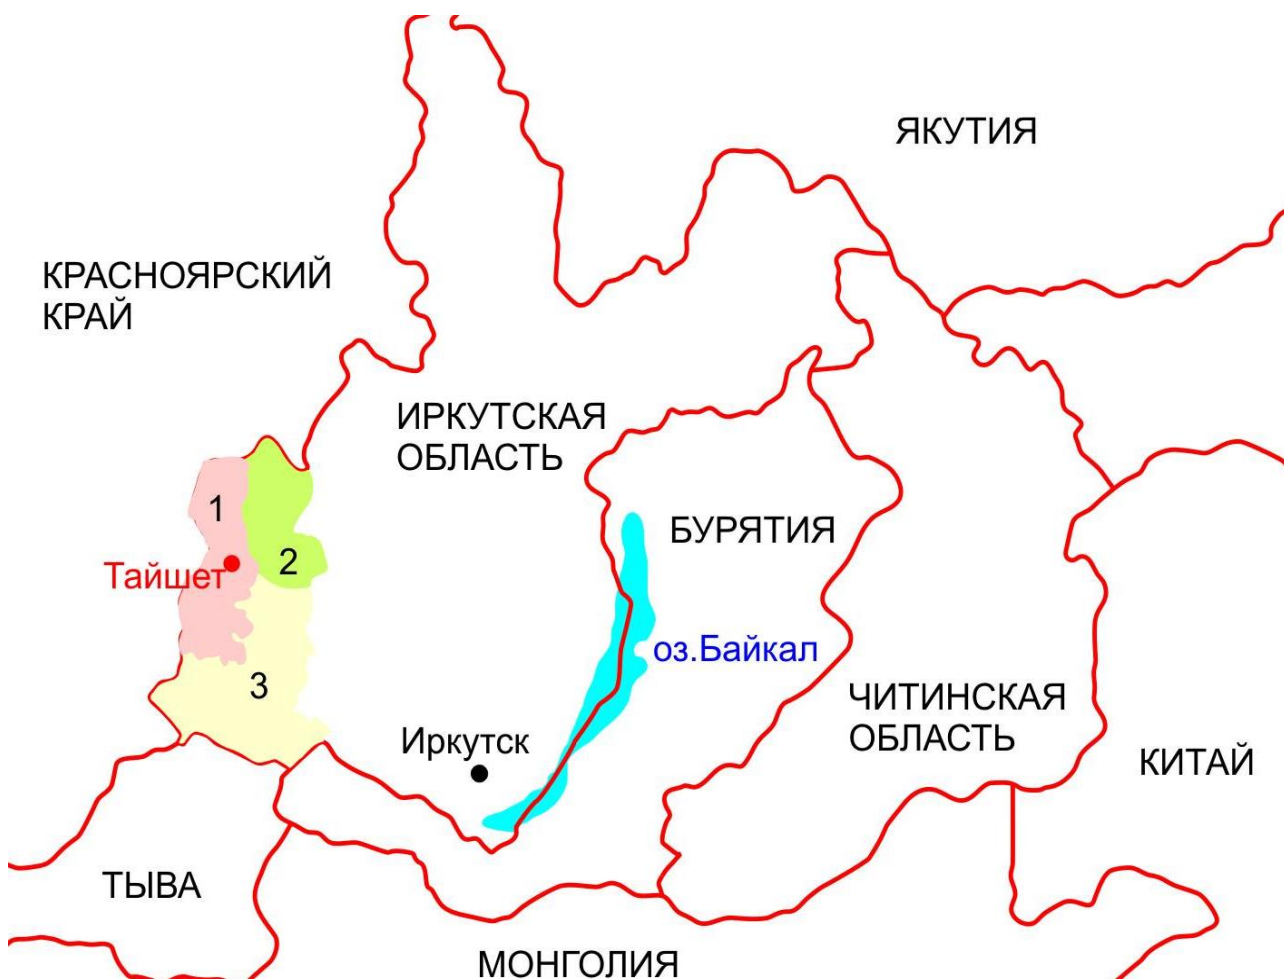 ЯКУТИЯ
КРАСНОЯРСКИЙ
КРАЙ
ИРКУТСКАЯ
ОБЛАСТЬ
1
2
Тайшет
БУРЯТИЯ
оз.Байкал
3
ЧИТИНСКАЯ
ОБЛАСТЬ
Иркутск
КИТАЙ
ТЫВА
МОНГОЛИЯ